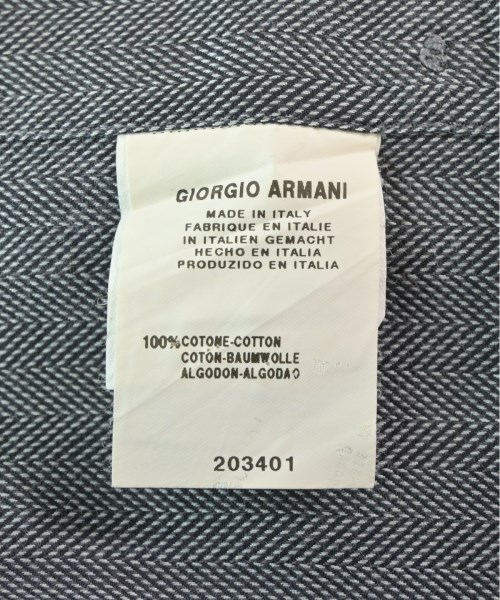 GIORGIO ARMANI
MADE IN ITALY
FABRIQUE EN ITALIE
IN ITALIEN GEMACHT
HECHO EN ITALIA
PRODUZIDO EN ITALIA
100% COTONE-COTTON
COTON-BAUMWOLLE
ALGODON-ALGODAO
203401